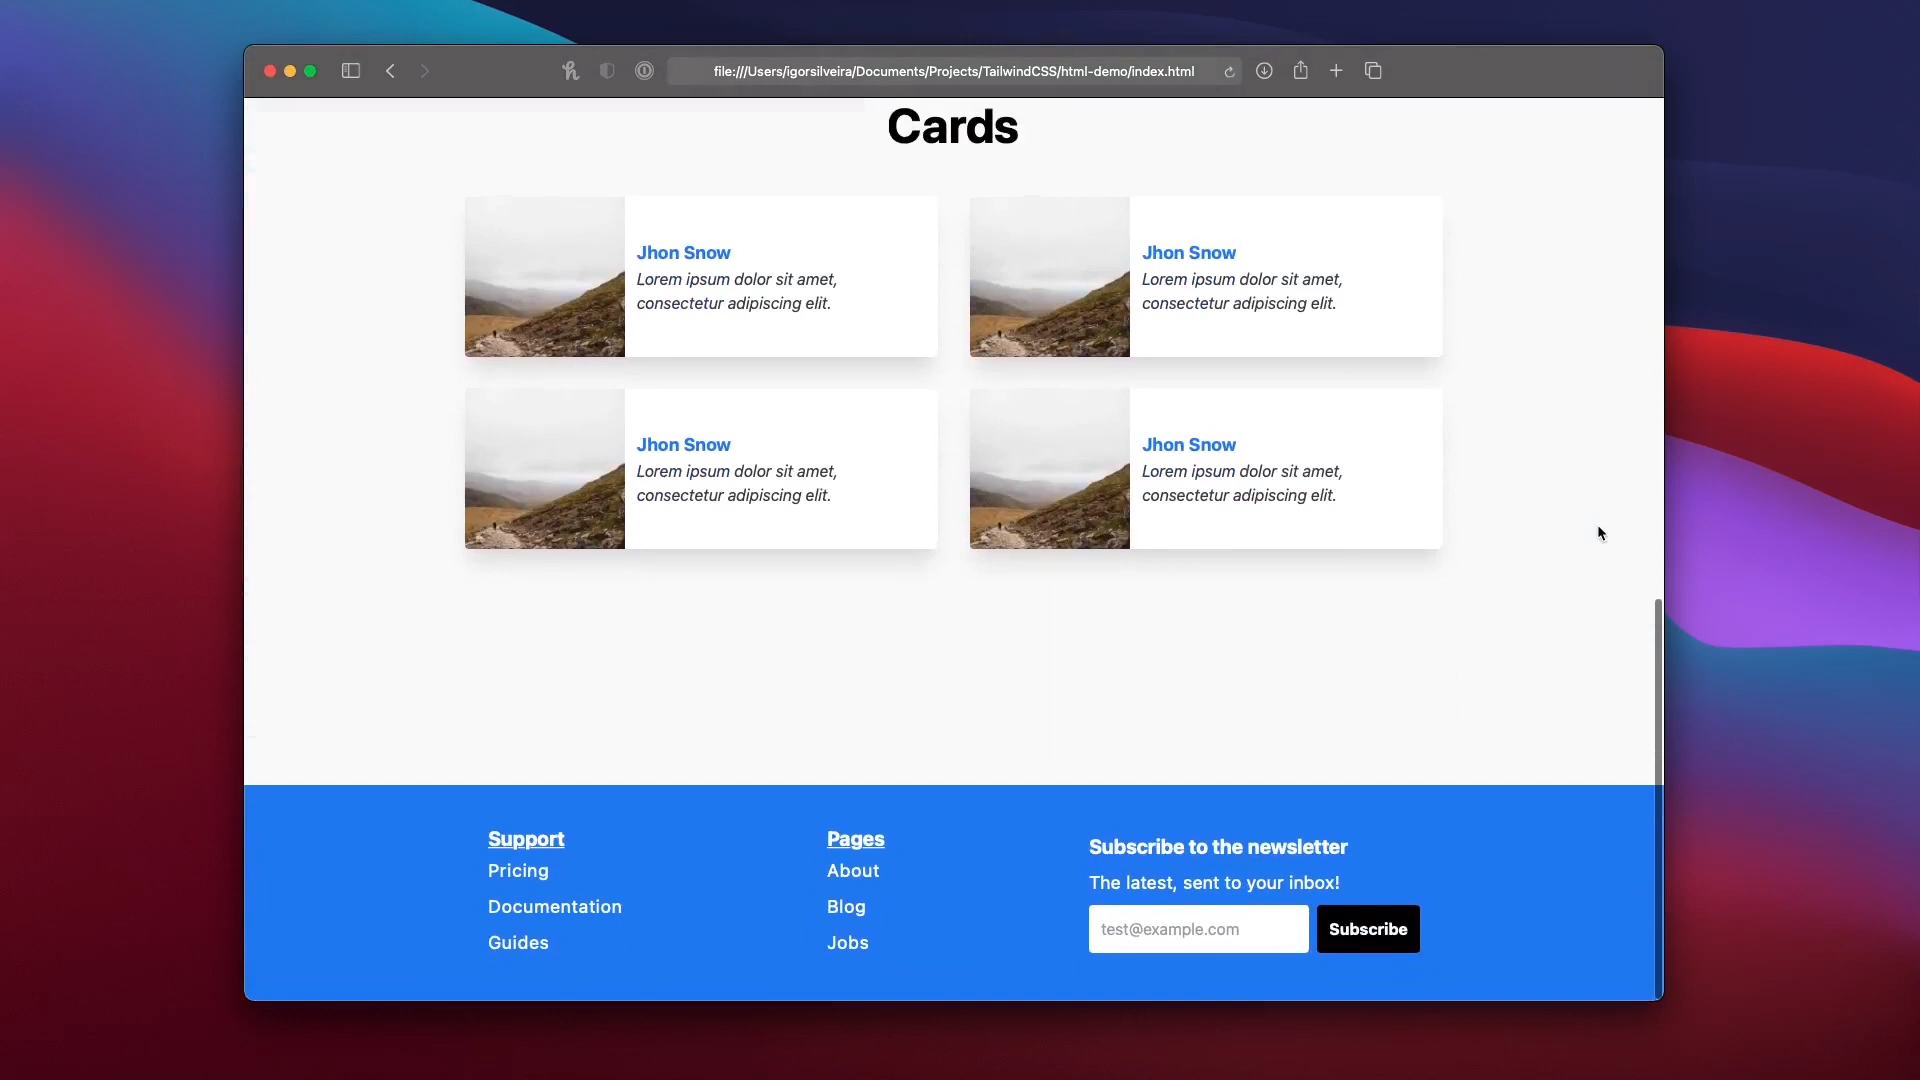 file:///Users/igorsilveira/Documents/Projects/TailwindCSS/html-demo/index.html
Cards
Jhon Snow
Lorem ipsum dolor sit amet,
consectetur adipiscing elit.
Jhon Snow
Lorem ipsum dolor sit amet,
consectetur adipiscing elit.
Jhon Snow
Lorem ipsum dolor sit amet,
consectetur adipiscing elit.
Jhon Snow
Lorem ipsum dolor sit amet,
consectetur adipiscing elit.
Support
Pricing
Documentation
Guides
Pages
About
Blog
Jobs
Subscribe to the newsletter
The latest, sent to your inbox!
test@example.com
Subscribe